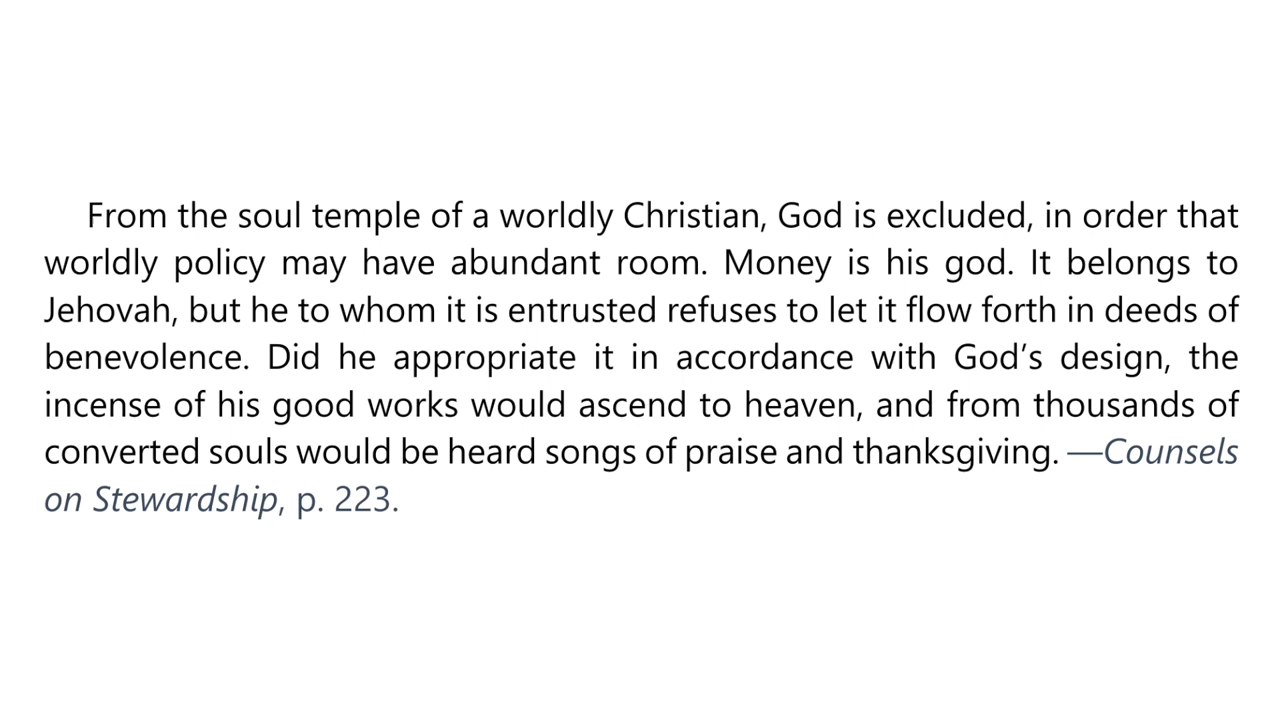 From the soul temple of a worldly Christian, God is excluded, in order that
worldly policy may have abundant room. Money is his god. It belongs to
Jehovah, but he to whom it is entrusted refuses to let it flow forth in deeds of
benevolence. Did he appropriate it in accordance with God’s design, the
incense of his good works would ascend to heaven, and from thousands of
converted souls would be heard songs of praise and thanksgiving. —Counsels
on Stewardship, p. 223.